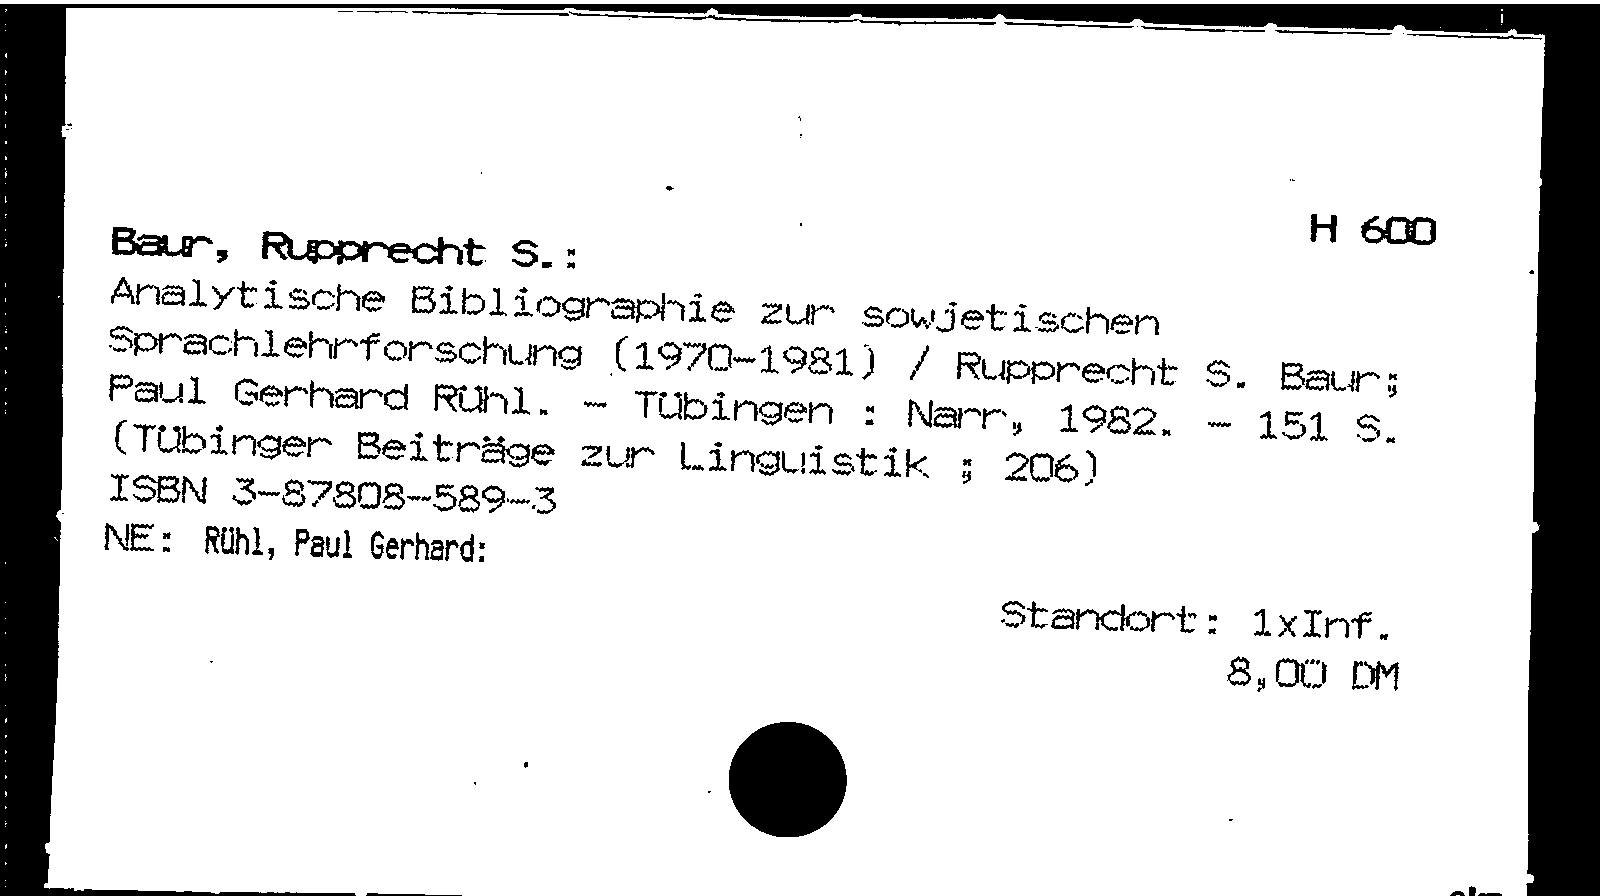 H 600
Baur, Rupprecht S.:
Analytische Bibliographie zur sowjetischen
Sprachlehrforschung (1970-1981) / Rupprecht S. Baur;
Paul Gerhard Rühl. - Tübingen : Narr, 1982. - 151 S.
(Tübinger Beiträge zur Linguistik ; 206)
ISBN 3-87808-589-3
NE: Rühl, Paul Gerhard:
Standort: 1xInf.
8,00 DM